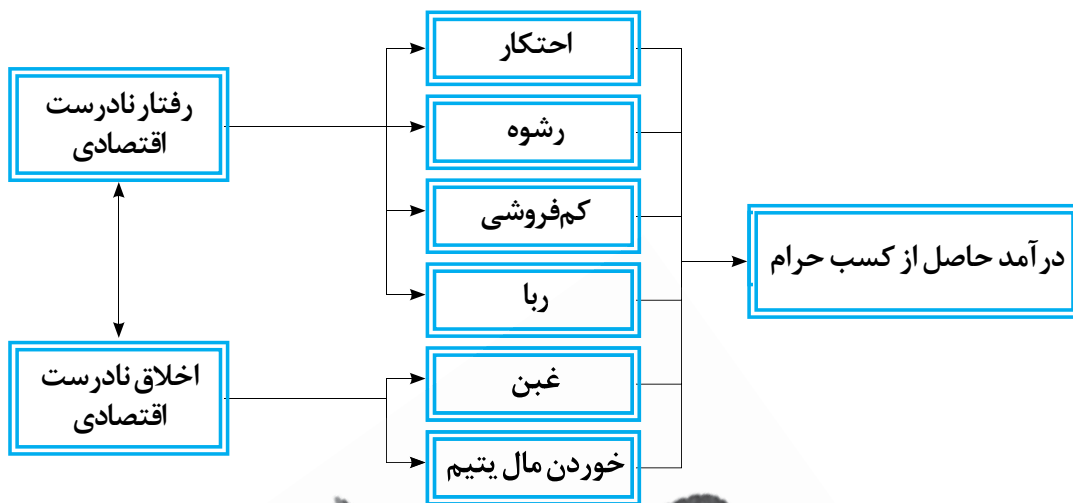 رفتار نادرست
اقتصادی
اخلاق نادرست
اقتصادی
احتکار
رشوه
کم‌فروشی
ربا
غبن
خوردن مال یتیم
درآمد حاصل از کسب حرام